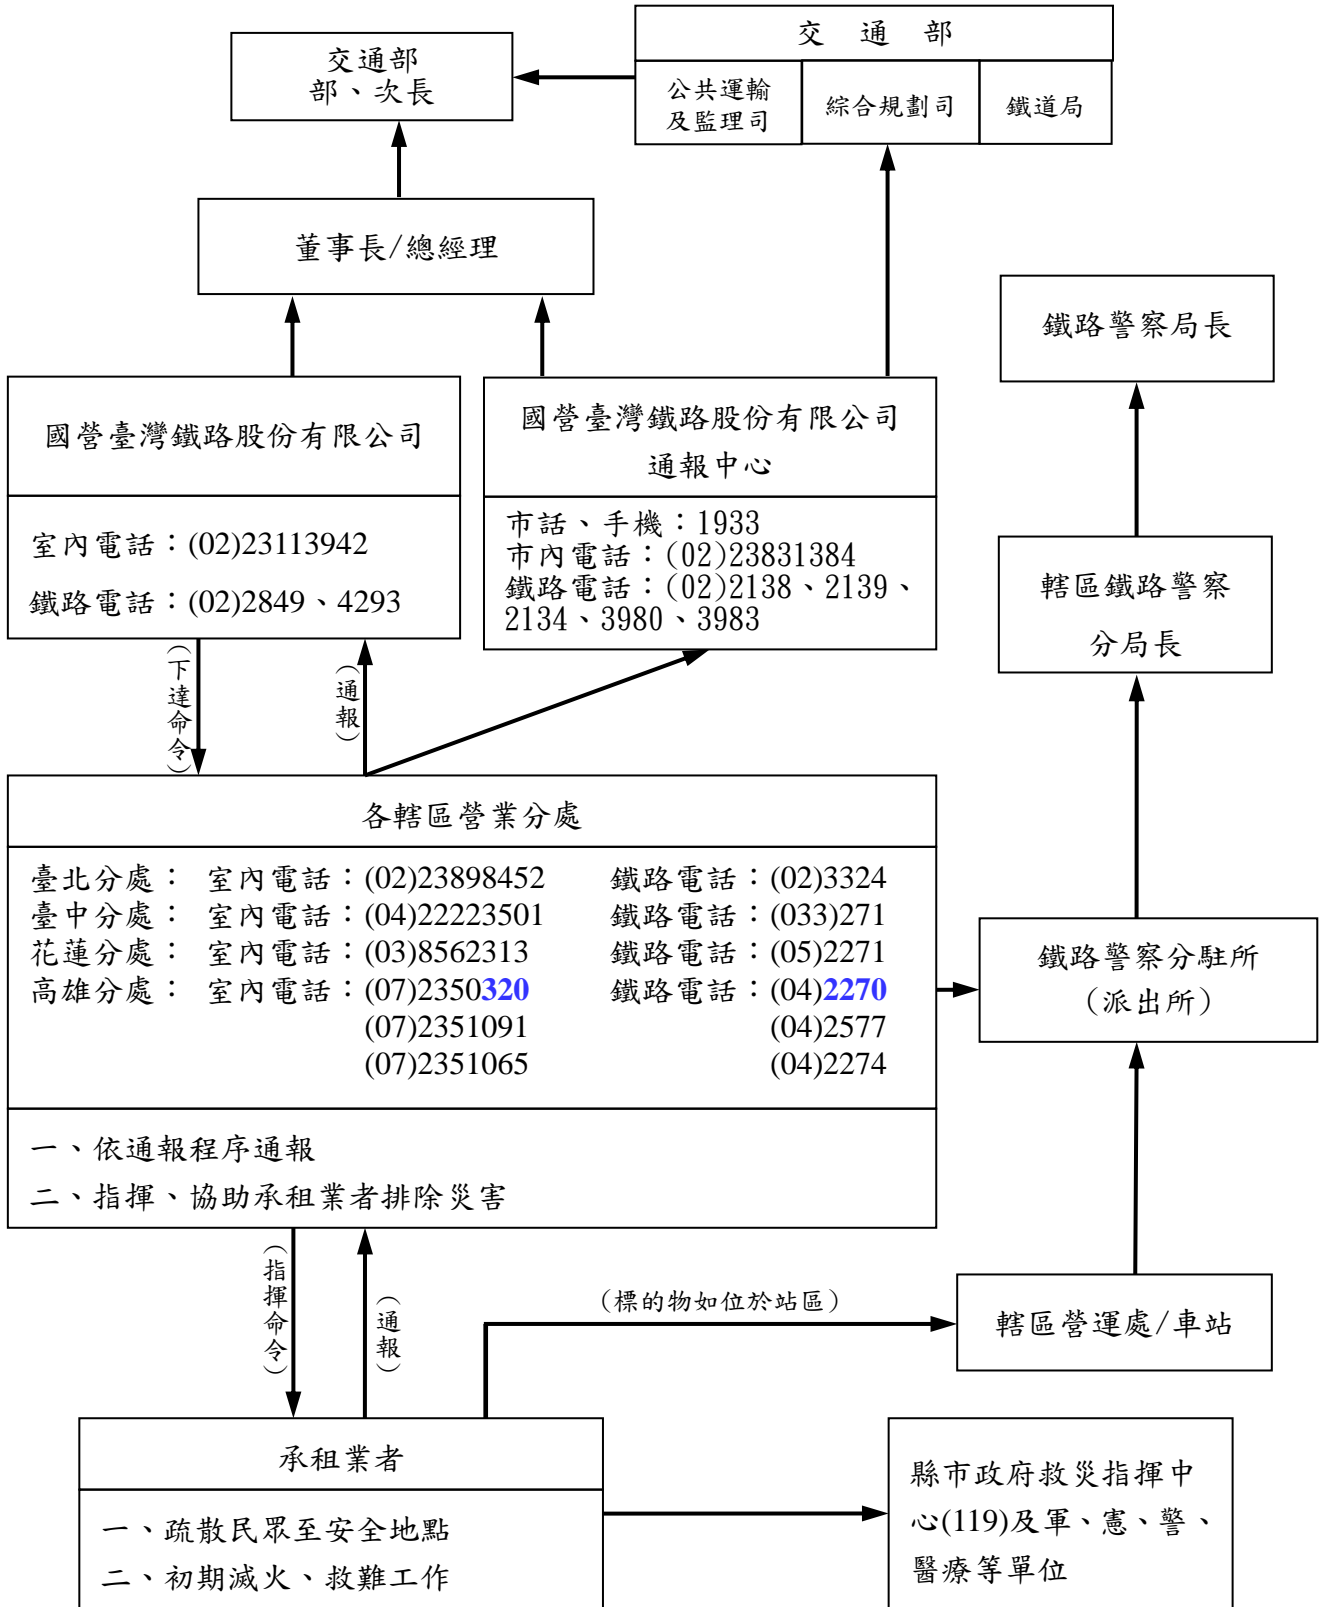 交通部
部、次長
交　通　部
公共運輸
及監理司
綜合規劃司
鐵道局
董事長/總經理
鐵路警察局長
國營臺灣鐵路股份有限公司
室內電話：(02)23113942
鐵路電話：(02)2849、4293
國營臺灣鐵路股份有限公司
通報中心
市話、手機：1933
市內電話：(02)23831384
鐵路電話：(02)2138、2139、
2134、3980、3983
轄區鐵路警察
分局長
(下達命令)
(通報)
各轄區營業分處
臺北分處： 室內電話：(02)23898452 鐵路電話：(02)3324
臺中分處： 室內電話：(04)22223501 鐵路電話：(033)271
花蓮分處： 室內電話：(03)8562313 鐵路電話：(05)2271
高雄分處： 室內電話：(07)2350320 鐵路電話：(04)2270
(07)2351091 (04)2577
(07)2351065 (04)2274
一、依通報程序通報
二、指揮、協助承租業者排除災害
鐵路警察分駐所
（派出所）
(指揮命令)
(通報)
(標的物如位於站區)
轄區營運處/車站
承租業者
一、疏散民眾至安全地點
二、初期滅火、救難工作
縣市政府救災指揮中
心(119)及軍、憲、警、
醫療等單位